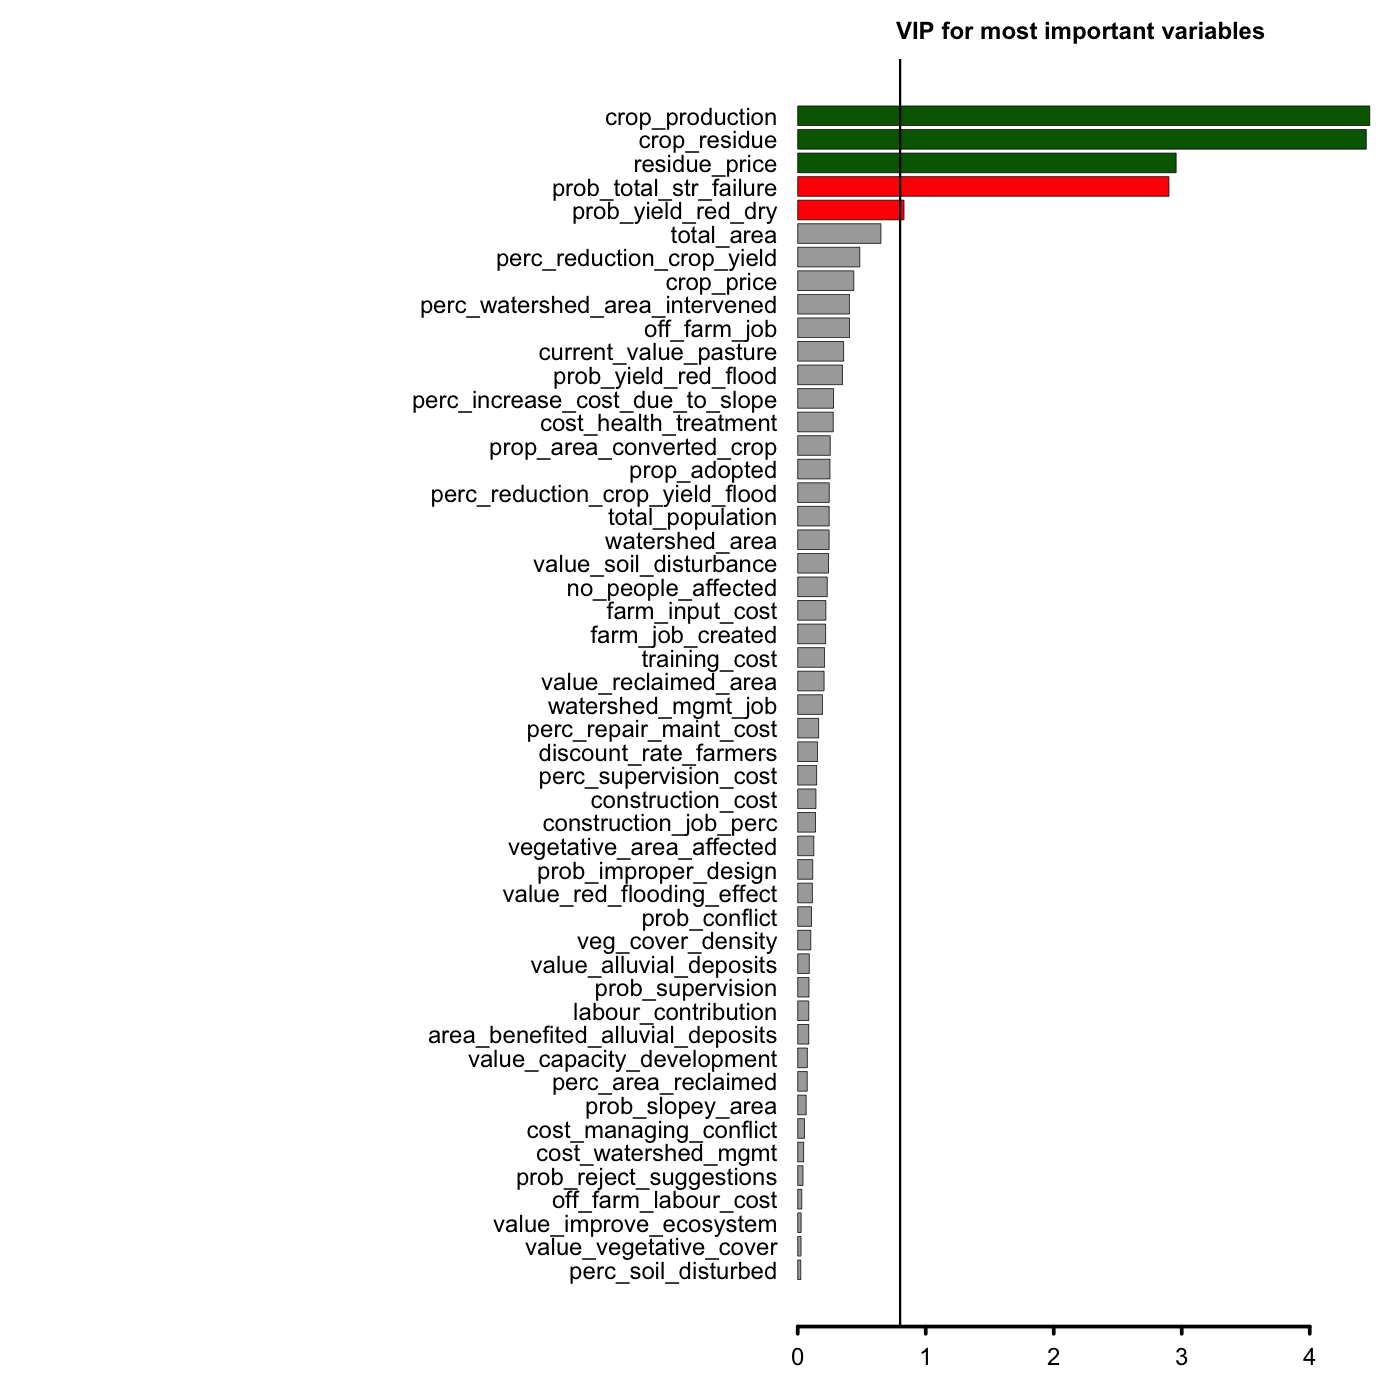 VIP for most important variables
crop_production
crop_residue
residue_price
prob_total_str_failure
prob_yield_red_dry
total_area
perc_reduction_crop_yield
crop_price
perc_watershed_area_intervened
off_farm_job
current_value_pasture
prob_yield_red_flood
perc_increase_cost_due_to_slope
cost_health_treatment
prop_area_converted_crop
prop_adopted
perc_reduction_crop_yield_flood
total_population
watershed_area
value_soil_disturbance
no_people_affected
farm_input_cost
farm_job_created
training_cost
value_reclaimed_area
watershed_mgmt_job
perc_repair_maint_cost
discount_rate_farmers
perc_supervision_cost
construction_cost
construction_job_perc
vegetative_area_affected
prob_improper_design
value_red_flooding_effect
prob_conflict
veg_cover_density
value_alluvial_deposits
prob_supervision
labour_contribution
area_benefited_alluvial_deposits
value_capacity_development
perc_area_reclaimed
prob_slopey_area
cost_managing_conflict
cost_watershed_mgmt
prob_reject_suggestions
off_farm_labour_cost
value_improve_ecosystem
value_vegetative_cover
perc_soil_disturbed
0 1 2 3 4